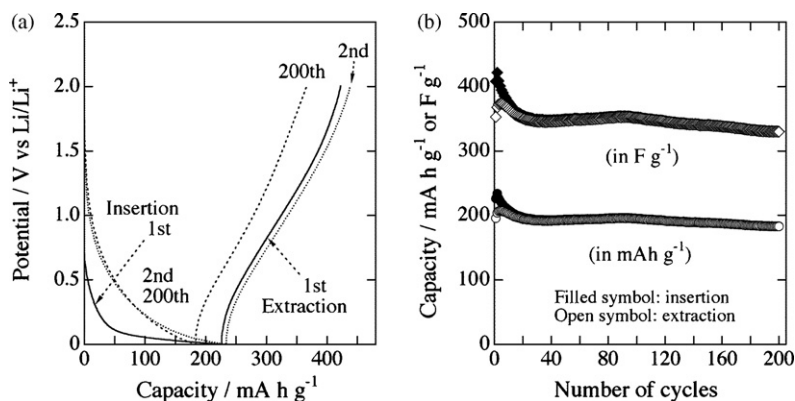 (a)
2.5
2.0
1.5
1.0
0.5
0
Potential / V vs Li/Li+
200th
2nd
Insertion
1st
2nd
200th
1st
Extraction
0 100 200 300 400
Capacity / mA h g-1
(b)
500
400
300
200
100
0
Capacity / mA h g-1 or F g-1
(in F g-1)
(in mAh g-1)
Filled symbol: insertion
Open symbol: extraction
0 40 80 120 160 200
Number of cycles